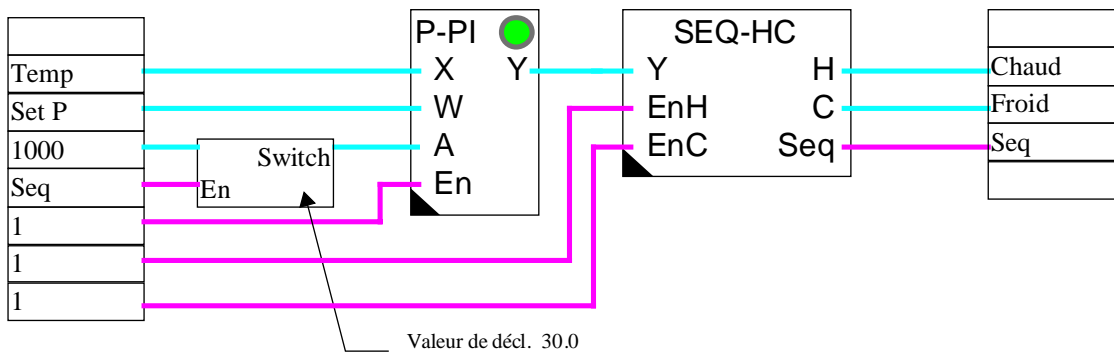 P-PI
SEQ-HC
Temp
X
Y
Y
H
Chaud
Set P
W
EnH
C
Froid
1000
Switch
A
EnC
Seq
Seq
Seq
En
En
1
1
1
Valeur de décl. 30.0